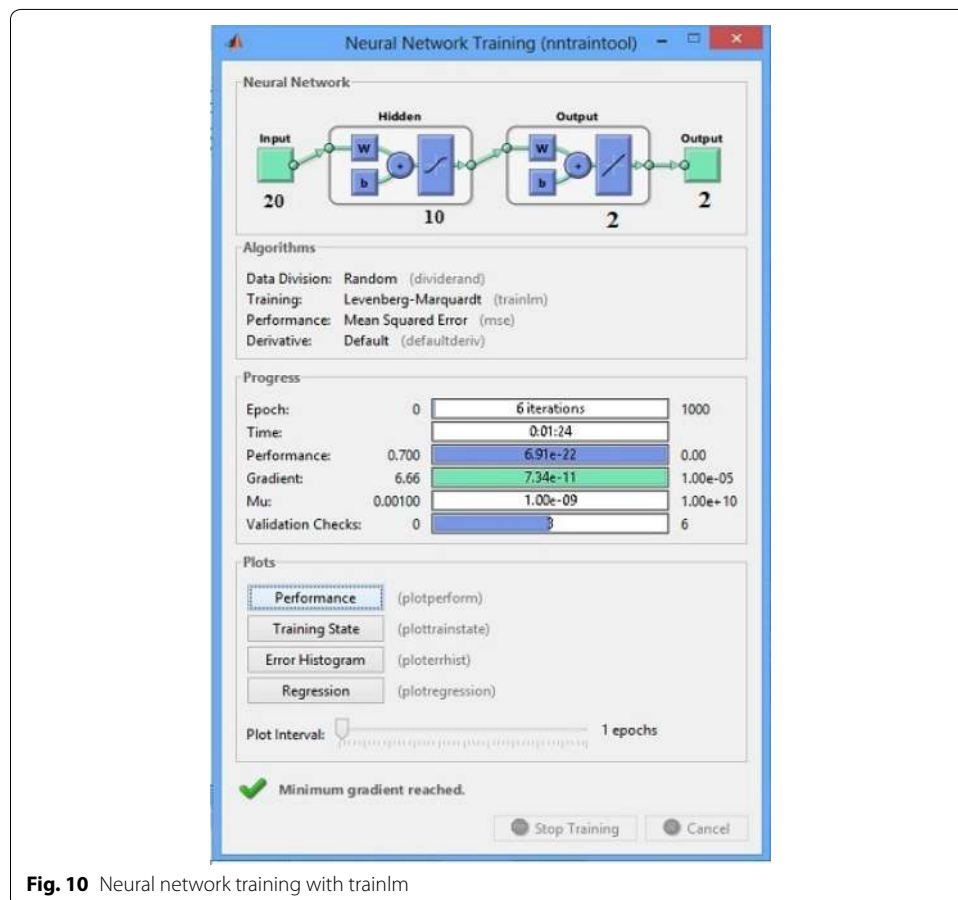 Neural Network Training (nntraintool)
Neural Network
Hidden
Output
Input
W
b
+
W
b
+
Output
20
10
2
2
Algorithms
Data Division: Random (dividerand)
Training: Levenberg-Marquardt (trainlm)
Performance: Mean Squared Error (mse)
Derivative: Default (defaultderiv)
Progress
Epoch: 0 6 iterations 1000
Time: 0:01:24
Performance: 0.700 6.91e-22 0.00
Gradient: 6.66 7.34e-11 1.00e-05
Mu: 0.00100 1.00e-09 1.00e+10
Validation Checks: 0 3 6
Plots
Performance (plotperform)
Training State (plottrainstate)
Error Histogram (ploterrhist)
Regression (plotregression)
Plot Interval: 1 epochs
Minimum gradient reached.
Stop Training Cancel
Fig. 10 Neural network training with trainlm